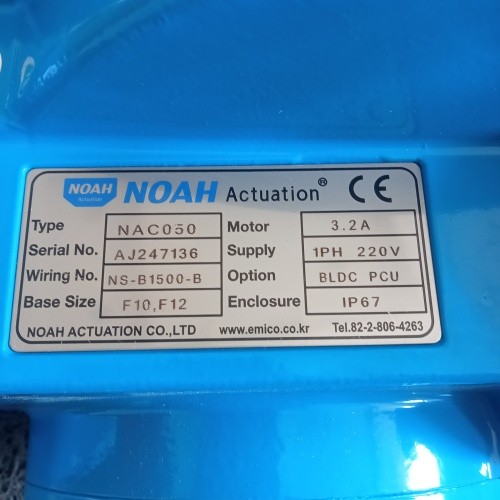 NOAH Actuation NOAH Actuation® CE
Type NAC050 Motor 3.2A
Serial No. AJ247136 Supply 1PH 220V
Wiring No. NS-B1500-B Option BLDC PCU
Base Size F10,F12 Enclosure IP67
NOAH ACTUATION CO.,LTD www.emico.co.kr Tel.82-2-806-4263